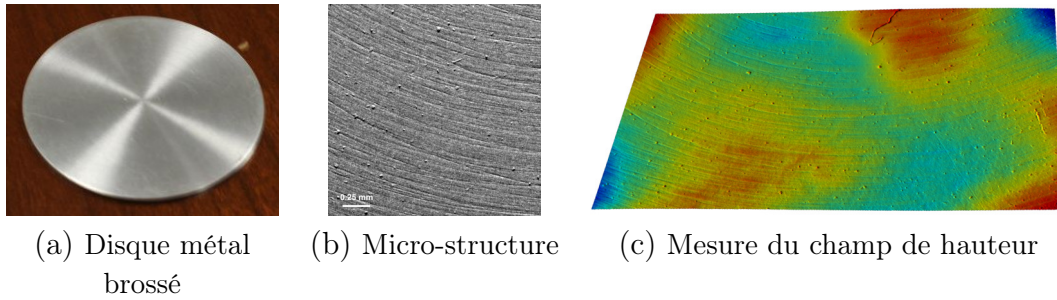 0.25 mm
(a) Disque métal
brossé
(b) Micro-structure
(c) Mesure du champ de hauteur